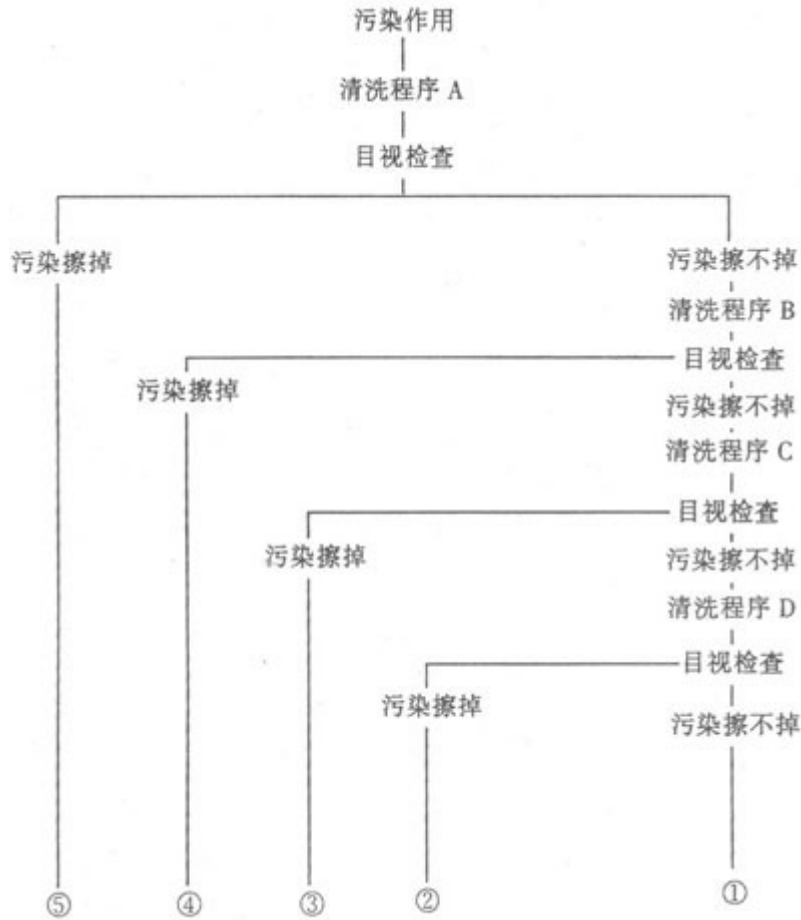 污染作用
清洗程序 A
目视检查
污染擦掉
污染擦不掉
清洗程序 B
目视检查
污染擦掉
污染擦不掉
清洗程序 C
目视检查
污染擦掉
污染擦不掉
清洗程序 D
目视检查
污染擦掉
污染擦不掉
⑤ ④ ③ ② ①